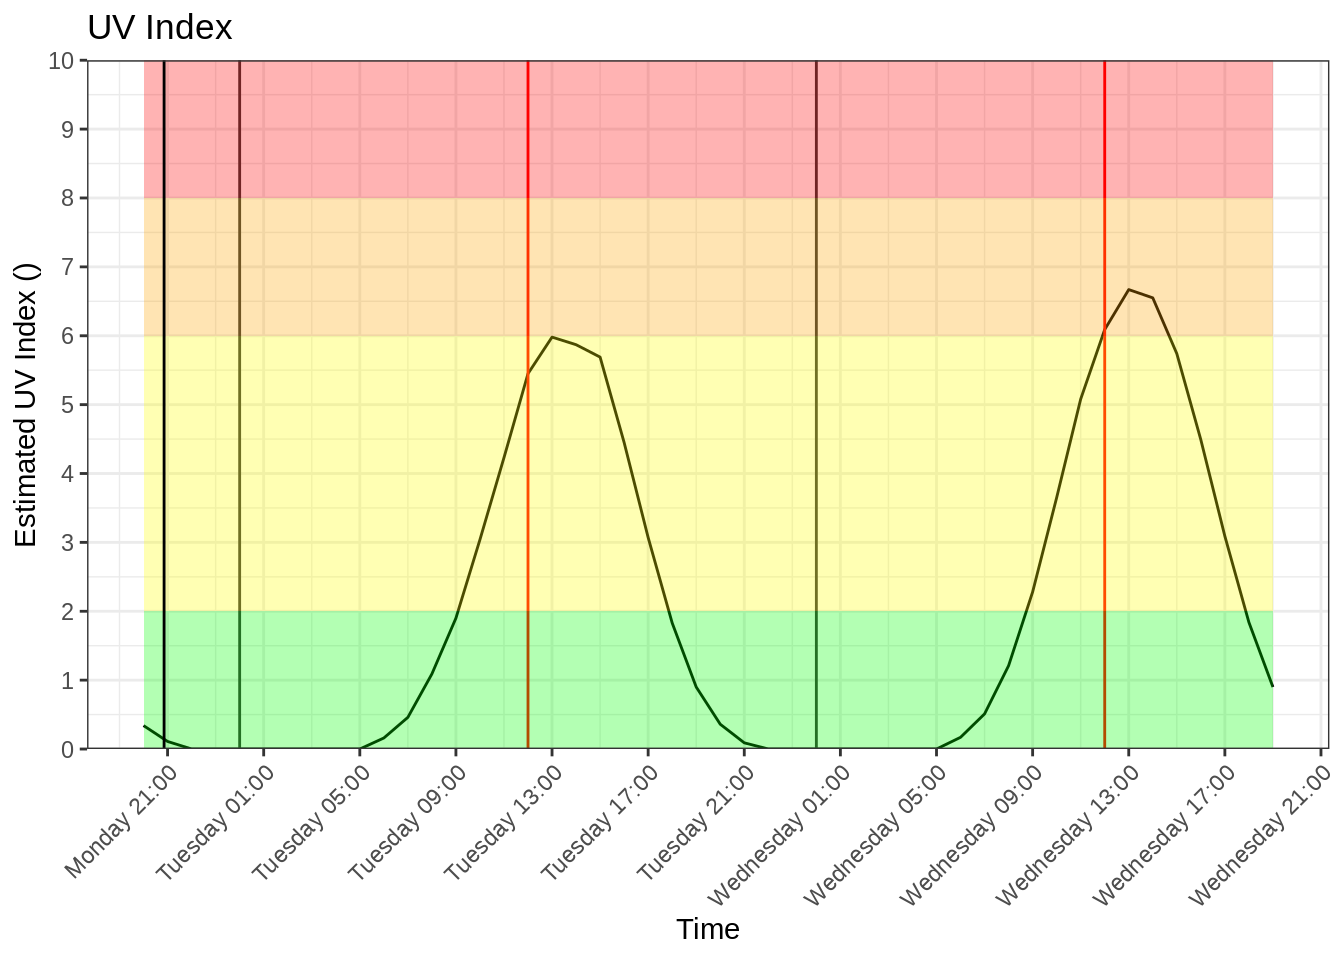 UV Index
Estimated UV Index ()
10
9
8
7
6
5
4
3
2
1
0
Monday 21:00
Tuesday 01:00
Tuesday 05:00
Tuesday 09:00
Tuesday 13:00
Tuesday 17:00
Tuesday 21:00
Wednesday 01:00
Wednesday 05:00
Wednesday 09:00
Wednesday 13:00
Wednesday 17:00
Wednesday 21:00
Time